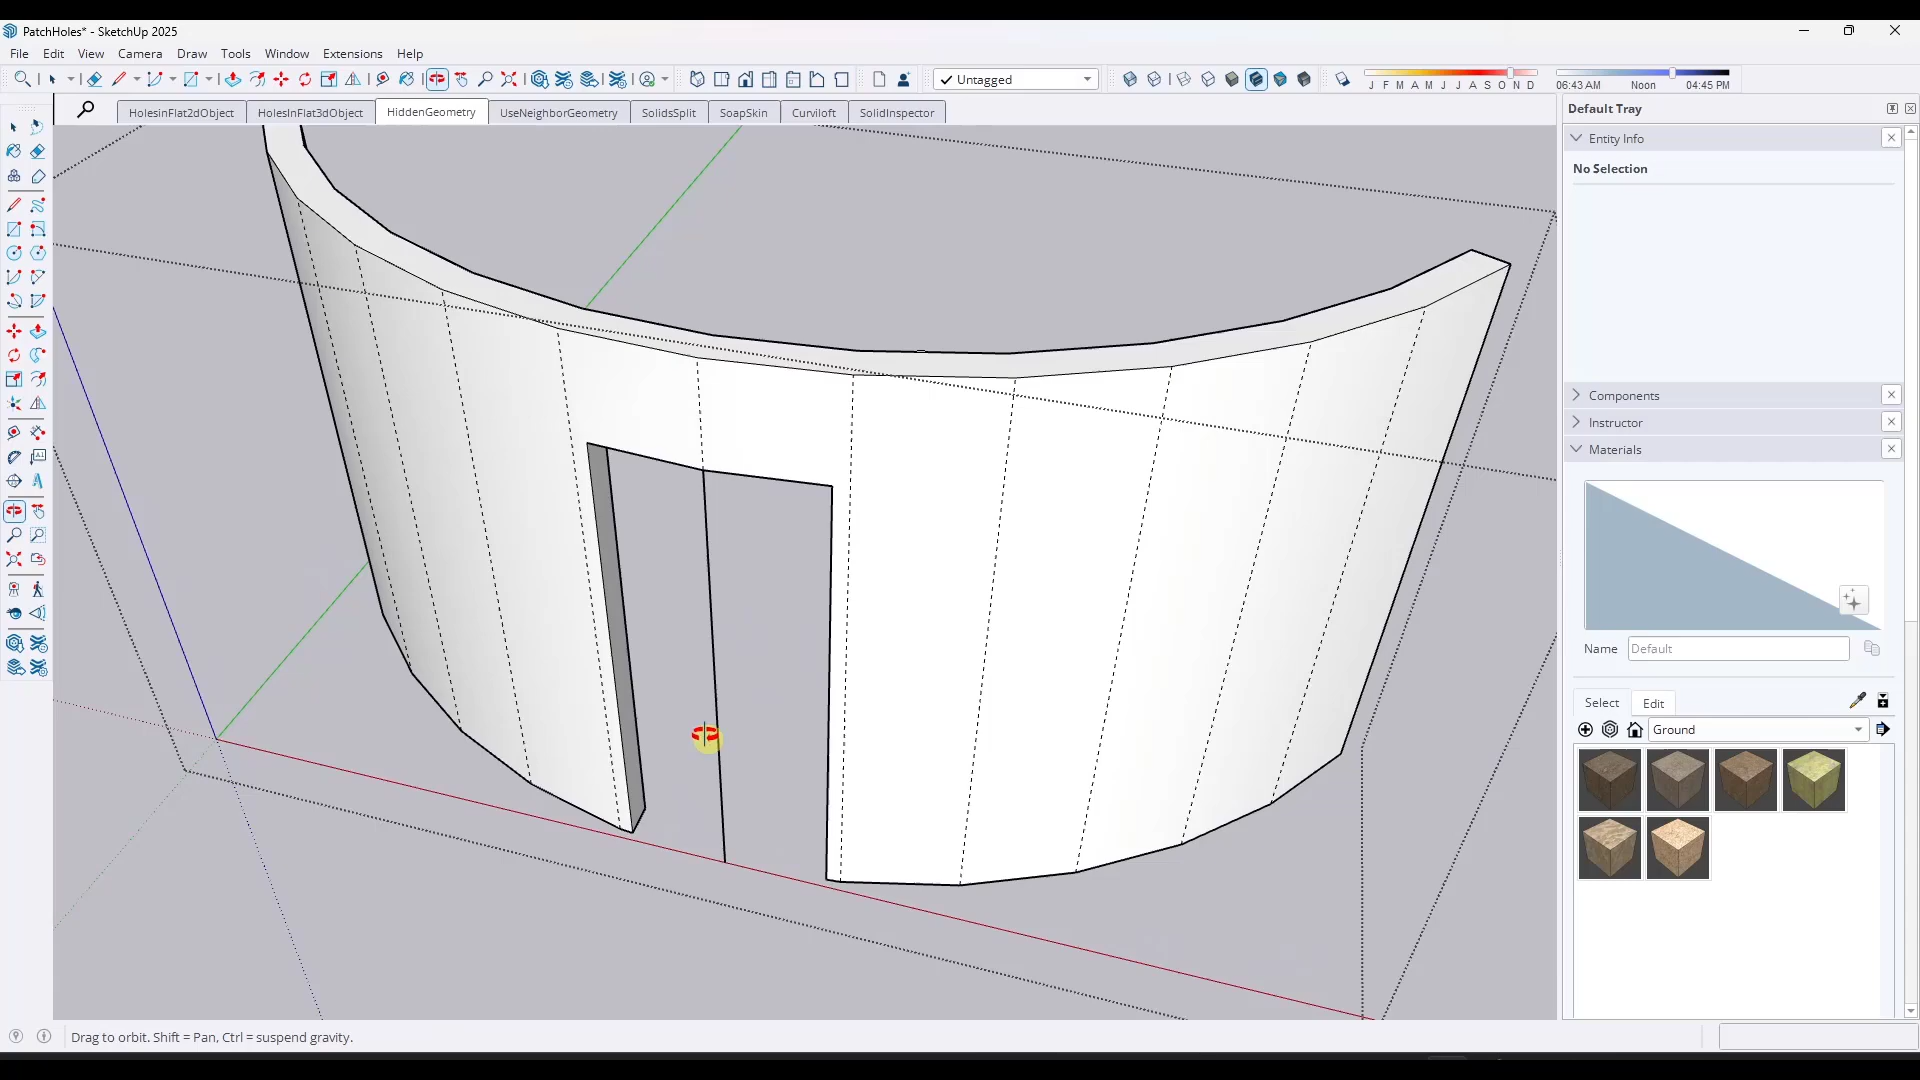 PatchHoles* - SketchUp 2025
File Edit View Camera Draw Tools Window Extensions Help
Untagged
J F M A M J J A S O N D
06:43 AM Noon 04:45 PM
HolesinFlat2dObject HolesInFlat3dObject HiddenGeometry UseNeighborGeometry SolidsSplit SoapSkin Curviloft SolidInspector
Default Tray
Entity Info
No Selection
Components
Instructor
Materials
Name Default
Select Edit
Ground
Drag to orbit. Shift = Pan, Ctrl = suspend gravity.